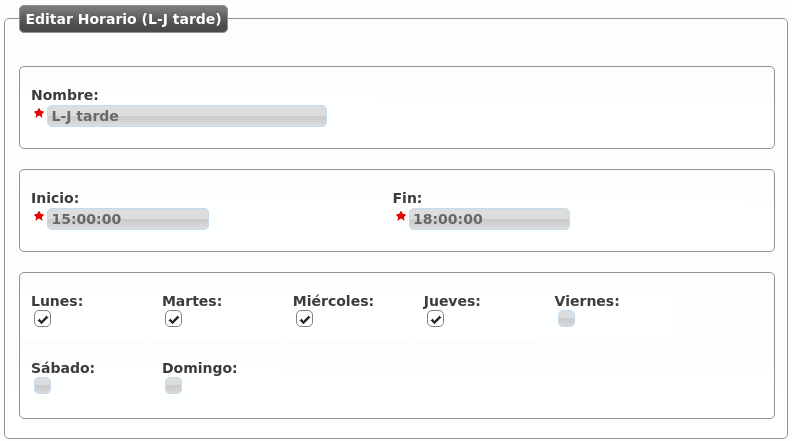 Editar Horario (L-J tarde)
Nombre:
L-J tarde
Inicio: Fin:
15:00:00 18:00:00
Lunes: Martes: Miércoles: Jueves: Viernes:
Sábado: Domingo: